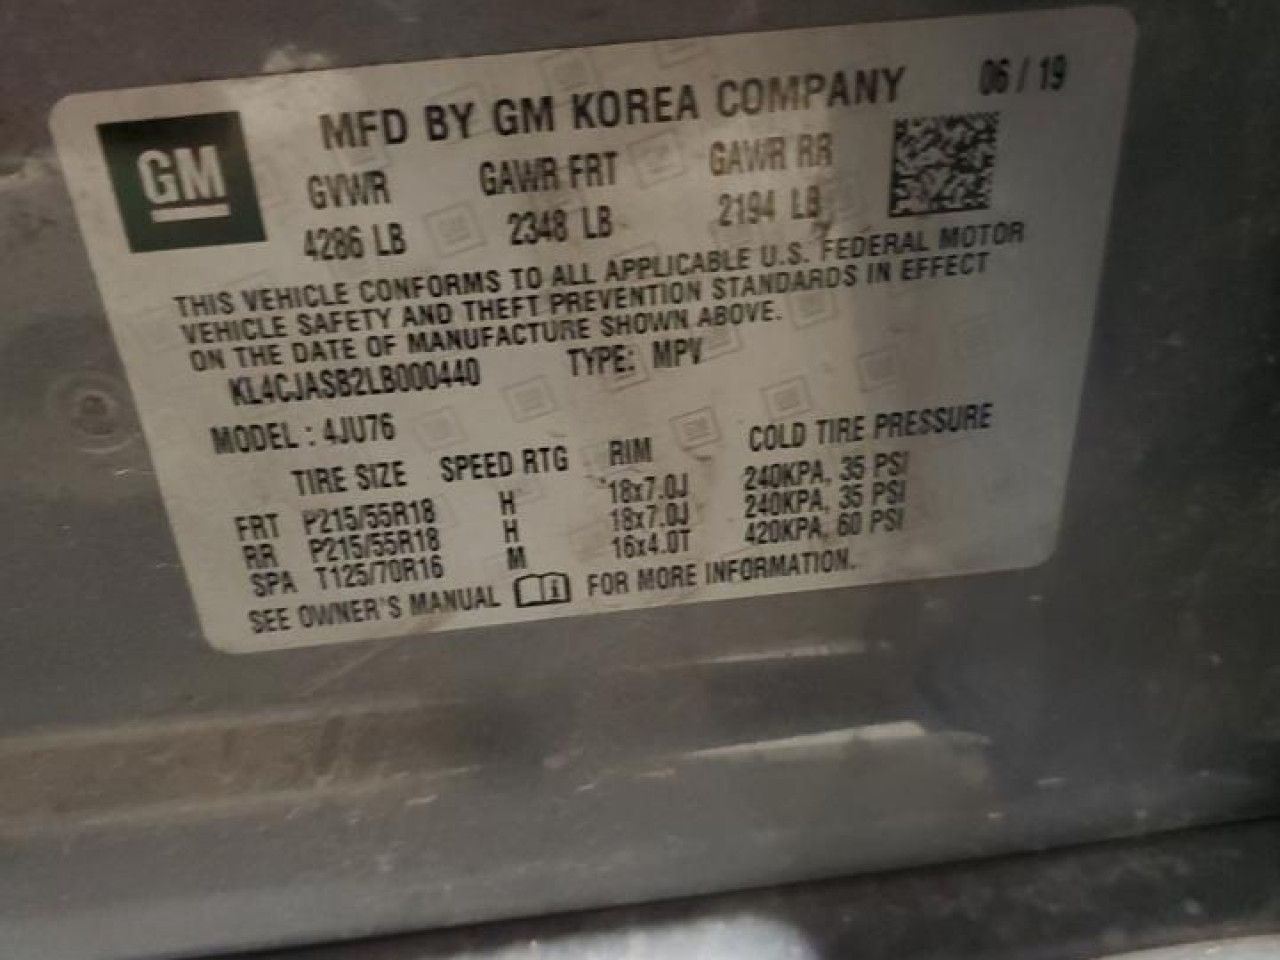 MFD BY GM KOREA COMPANY 06 / 19
GM
GVWR GAWR FRT GAWR RR
4286 LB 2348 LB 2194 LB
THIS VEHICLE CONFORMS TO ALL APPLICABLE U.S. FEDERAL MOTOR
VEHICLE SAFETY AND THEFT PREVENTION STANDARDS IN EFFECT
ON THE DATE OF MANUFACTURE SHOWN ABOVE.
KL4CJASB2LB000440 TYPE: MPV
MODEL : 4JU76
TIRE SIZE SPEED RTG RIM COLD TIRE PRESSURE
FRT P215/55R18 H 18x7.0J 240KPA, 35 PSI
RR P215/55R18 H 18x7.0J 240KPA, 35 PSI
SPA T125/70R16 M 16x4.0T 420KPA, 60 PSI
SEE OWNER'S MANUAL FOR MORE INFORMATION.